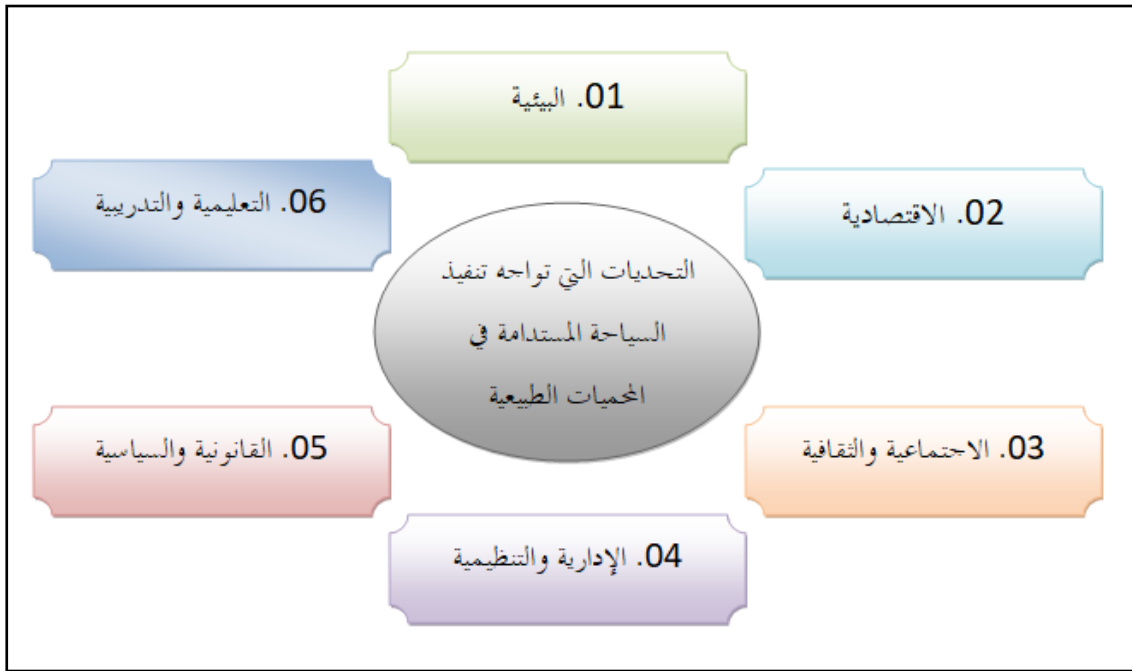 01. البيئية
02. الاقتصادية
03. الاجتماعية والثقافية
04. الإدارية والتنظيمية
05. القانونية والسياسية
06. التعليمية والتدريبية
التحديات التي تواجه تنفيذ
السياحة المستدامة في
المحميات الطبيعية